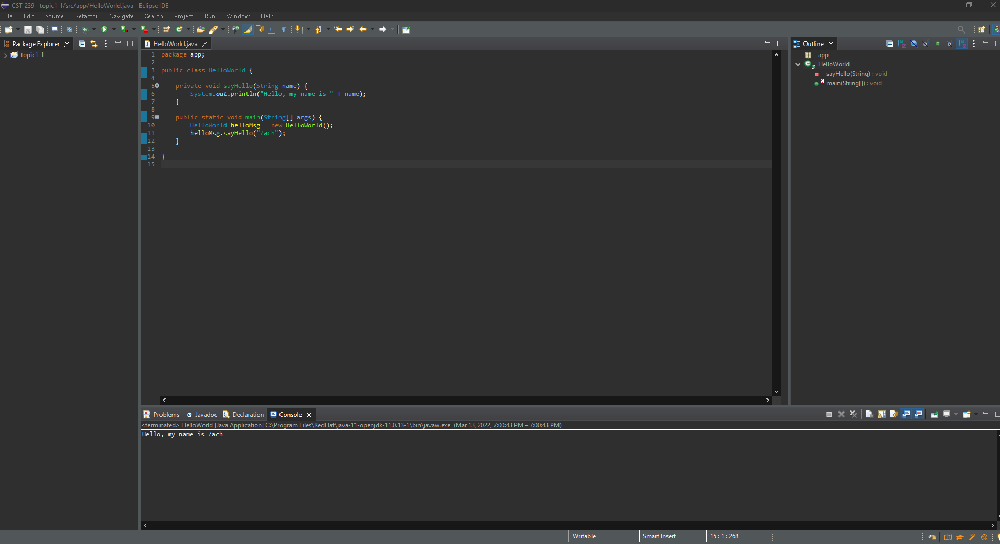 CST-239 - topic1-1/src/app/HelloWorld.java - Eclipse IDE
File Edit Source Refactor Navigate Search Project Run Window Help
Package Explorer
topic1-1
HelloWorld.java
1 package app;
2
3 public class HelloWorld {
4
5 private void sayHello(String name) {
6 System.out.println("Hello, my name is " + name);
7 }
8
9 public static void main(String[] args) {
10 HelloWorld helloMsg = new HelloWorld();
11 helloMsg.sayHello("Zach");
12 }
13
14 }
15
Outline
app
HelloWorld
sayHello(String) : void
main(String[]) : void
Problems Javadoc Declaration Console
<terminated> HelloWorld [Java Application] C:\Program Files\RedHat\java-11-openjdk-11.0.13-1\bin\javaw.exe (Mar 13, 2022, 7:00:43 PM – 7:00:43 PM)
Hello, my name is Zach
Writable Smart Insert 15 : 1 : 268